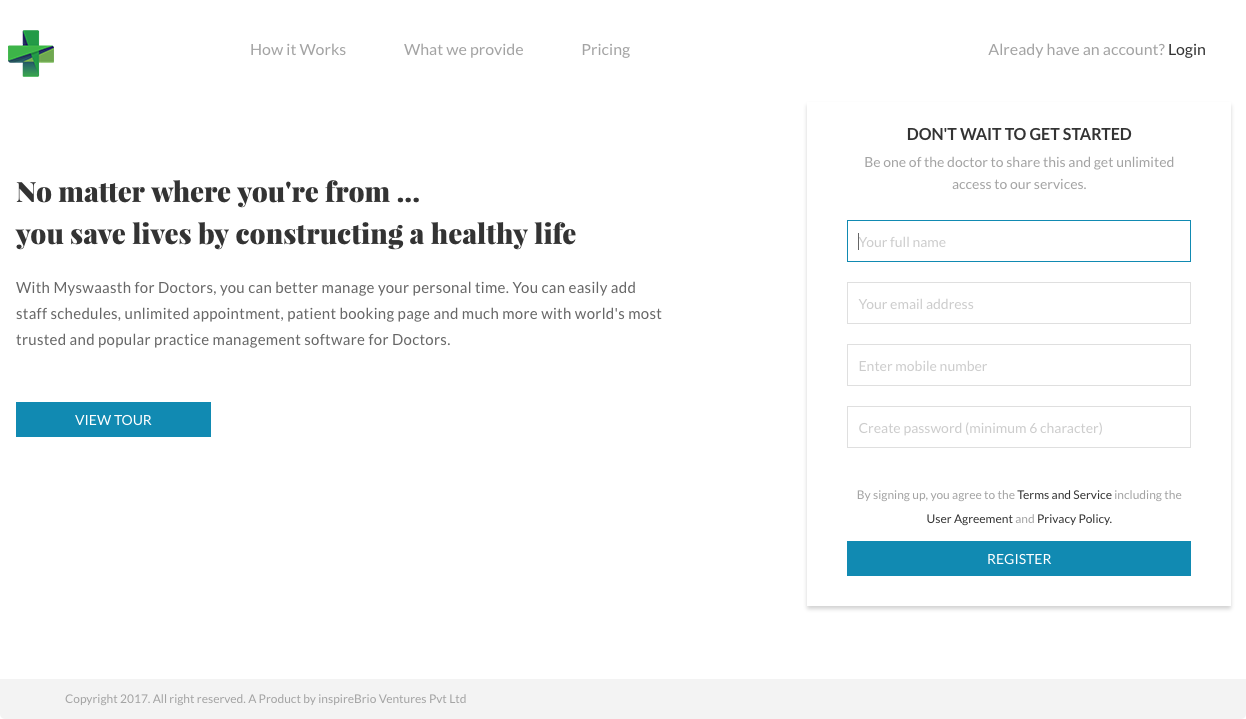 How it Works
What we provide
Pricing
Already have an account? Login
No matter where you're from ...
you save lives by constructing a healthy life
With Myswaasth for Doctors, you can better manage your personal time. You can easily add
staff schedules, unlimited appointment, patient booking page and much more with world's most
trusted and popular practice management software for Doctors.
VIEW TOUR
DON'T WAIT TO GET STARTED
Be one of the doctor to share this and get unlimited
access to our services.
Your full name
Your email address
Enter mobile number
Create password (minimum 6 character)
By signing up, you agree to the Terms and Service including the
User Agreement and Privacy Policy.
REGISTER
Copyright 2017. All right reserved. A Product by inspireBrio Ventures Pvt Ltd